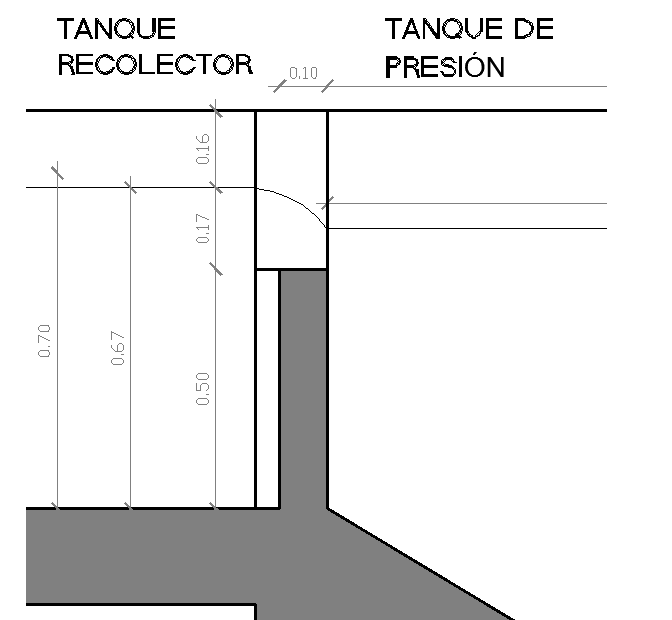 TANQUE
RECOLECTOR
TANQUE DE
PRESIÓN
0.10
0.16
0.17
0.70
0.67
0.50